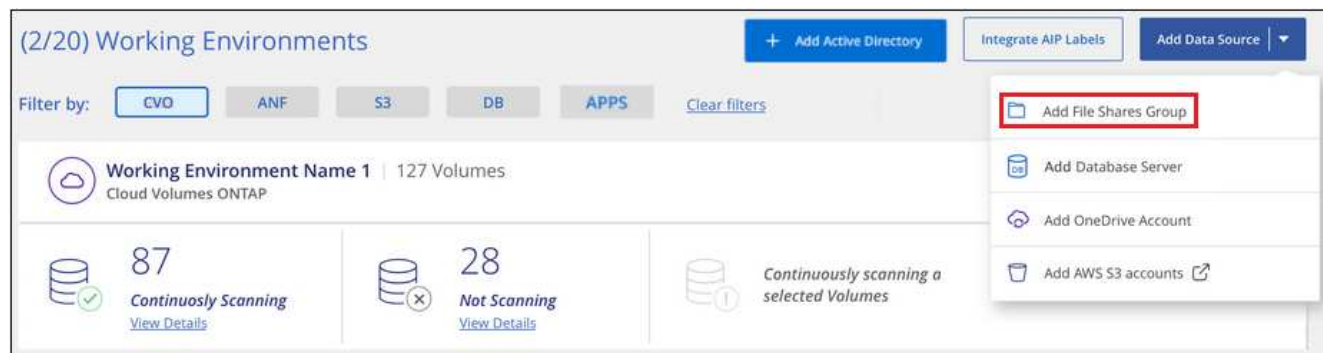 (2/20) Working Environments
+ Add Active Directory
Integrate AIP Labels
Add Data Source
Filter by:
CVO
ANF
S3
DB
APPS
Clear filters
Add File Shares Group
Working Environment Name 1 | 127 Volumes
Cloud Volumes ONTAP
DB
Add Database Server
Add OneDrive Account
87
Continuosly Scanning
View Details
28
Not Scanning
View Details
Continuously scanning a
selected Volumes
Add AWS S3 accounts